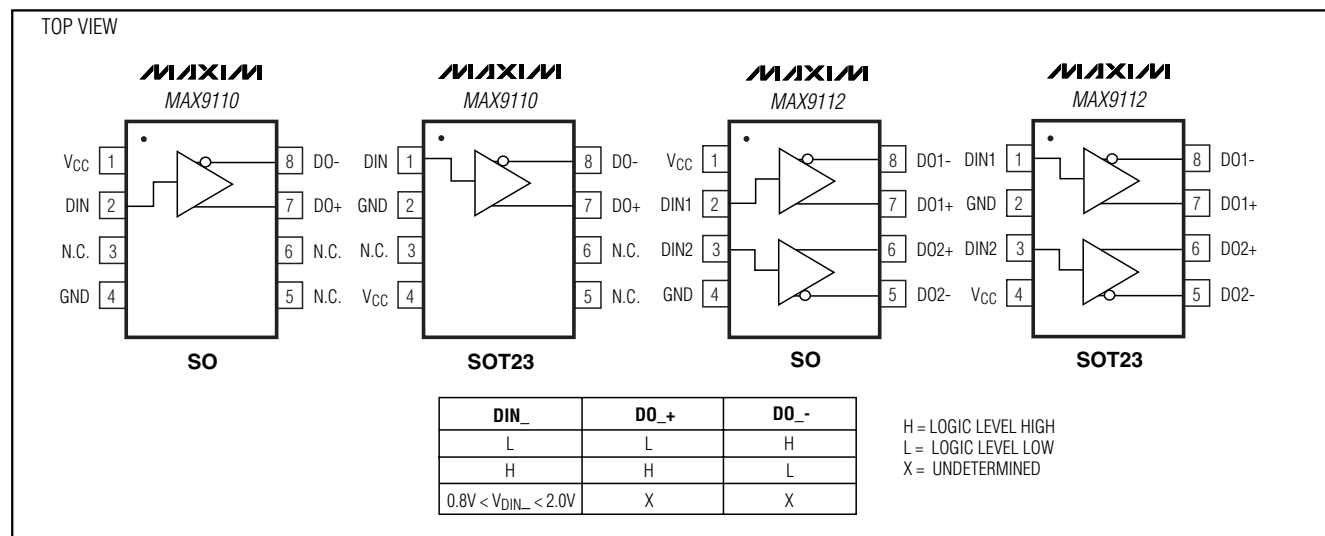 TOP VIEW
MAXIM
MAX9110
VCC 1
DIN 2
N.C. 3
GND 4
8 DO-
7 DO+
6 N.C.
5 N.C.
SO
MAXIM
MAX9110
DIN 1
GND 2
N.C. 3
VCC 4
8 DO-
7 DO+
6 N.C.
5 N.C.
SOT23
MAXIM
MAX9112
VCC 1
DIN1 2
DIN2 3
GND 4
8 DO1-
7 DO1+
6 DO2+
5 DO2-
SO
MAXIM
MAX9112
DIN1 1
GND 2
DIN2 3
VCC 4
8 DO1-
7 DO1+
6 DO2+
5 DO2-
SOT23
DIN_ DO_+ DO_-
L L H
H H L
0.8V < VDIN_ < 2.0V X X
H = LOGIC LEVEL HIGH
L = LOGIC LEVEL LOW
X = UNDETERMINED